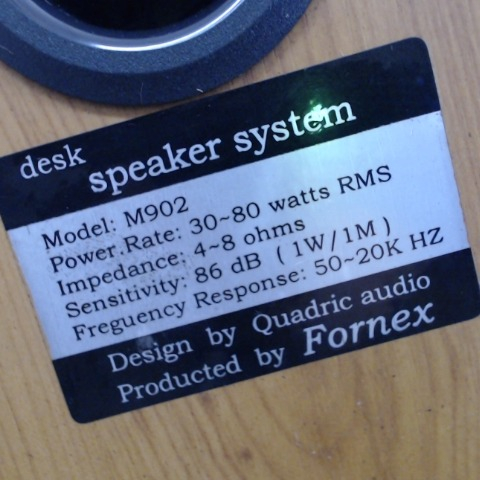 desk speaker system
Model: M902
Power.Rate: 30~80 watts RMS
Impedance: 4~8 ohms
Sensitivity: 86 dB (1W/1M)
Freguency Response: 50~20K HZ
Design by Quadric audio
Producted by Fornex